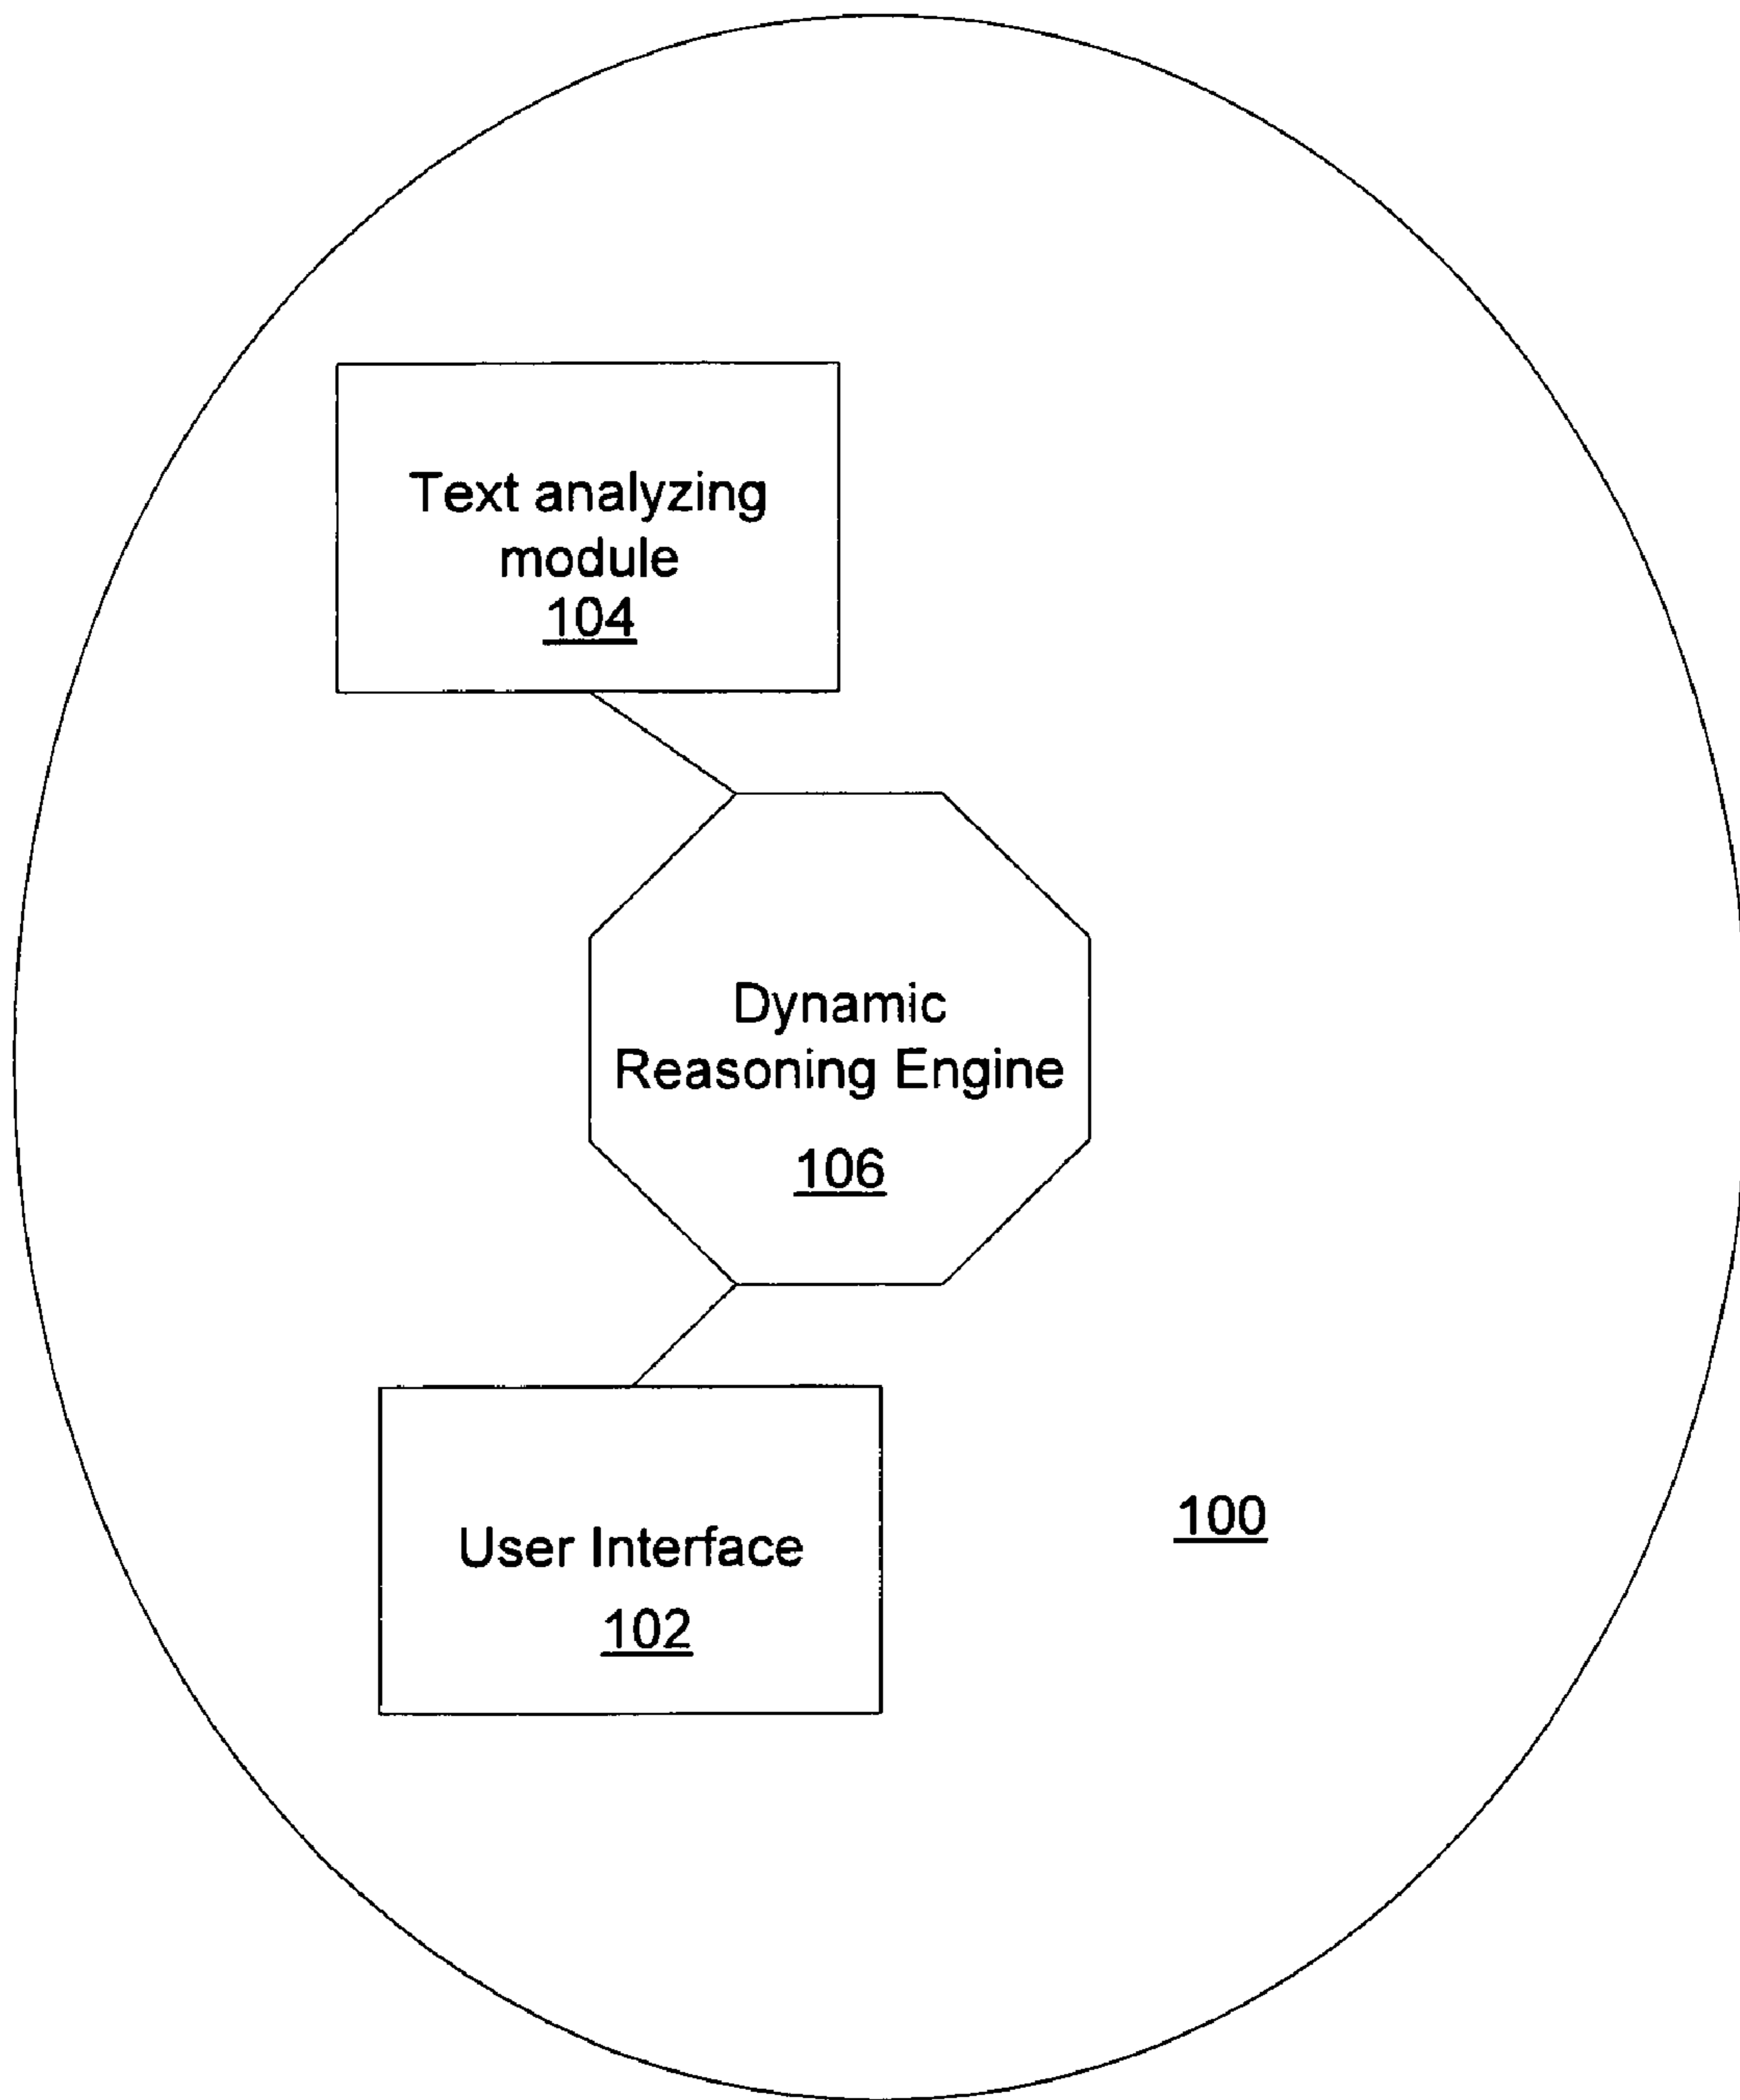 Text analyzing
module
104
Dynamic
Reasoning Engine
106
User Interface
102
100